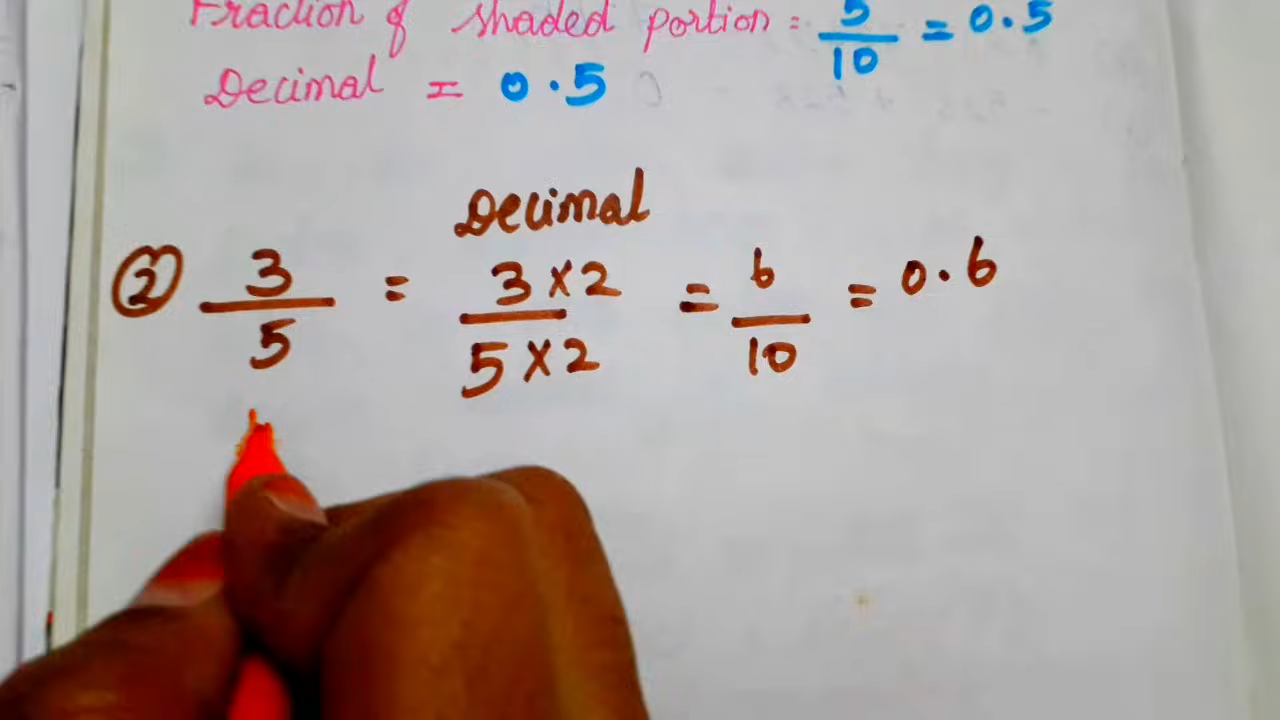 Fraction of shaded portion = 5/10 = 0.5
Decimal = 0.5
Decimal
② 3/5 = 3×2/5×2 = 6/10 = 0.6